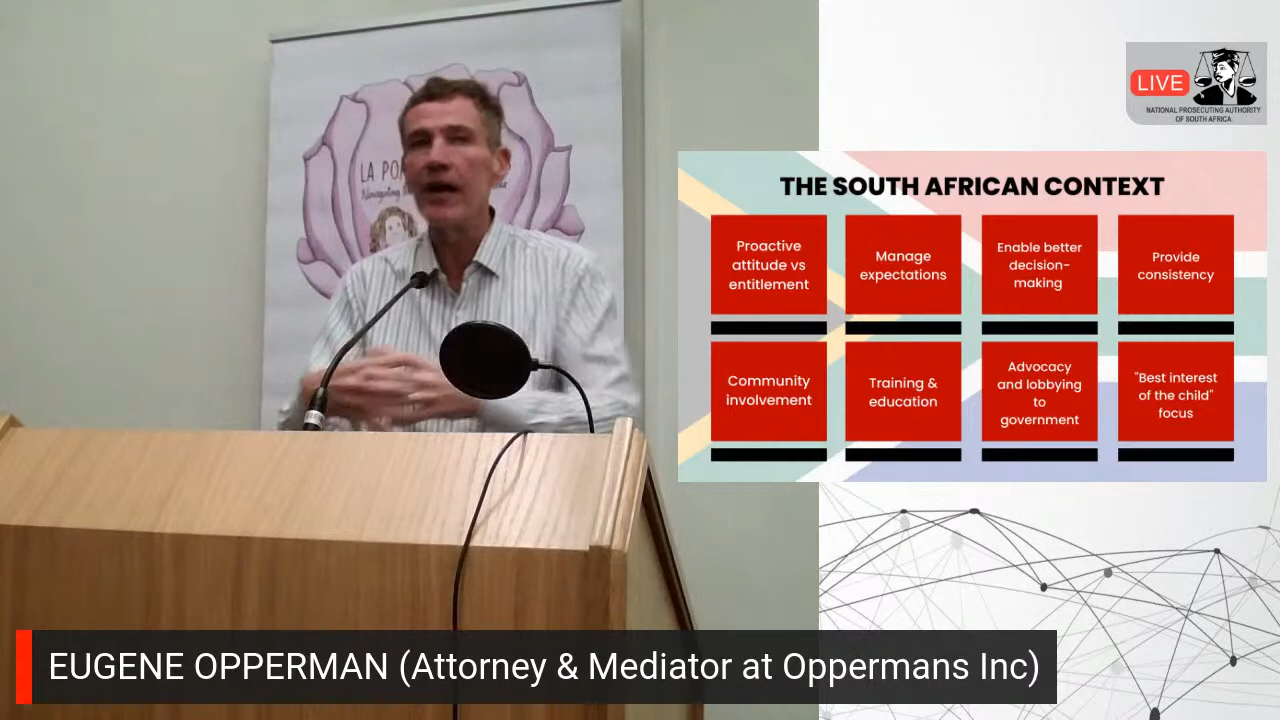 LIVE
NATIONAL PROSECUTING AUTHORITY
OF SOUTH AFRICA
LA
THE SOUTH AFRICAN CONTEXT
Proactive
attitude vs
entitlement
Manage
expectations
Enable better
decision-
making
Provide
consistency
Community
involvement
Training &
education
Advocacy
and lobbying
to
government
"Best interest
of the child"
focus
EUGENE OPPERMAN (Attorney & Mediator at Oppermans Inc)